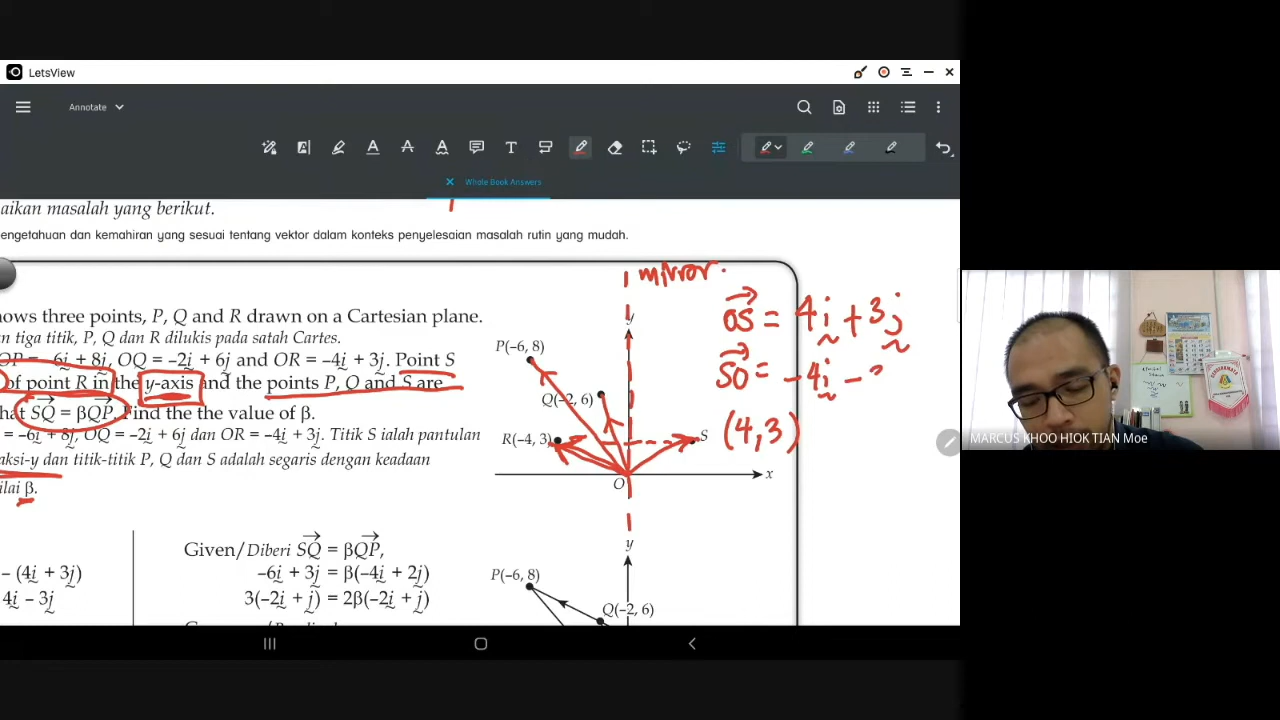 LetsView
Annotate
Whole Book Answers
aikan masalah yang berikut.
engetahuan dan kemahiran yang sesuai tentang vektor dalam konteks penyelesaian masalah rutin yang mudah.
mirror.
hows three points, P, Q and R drawn on a Cartesian plane.
an tiga titik, P, Q dan R dilukis pada satah Cartes.
OP = −6i + 8j, OQ = −2i + 6j and OR = −4i + 3j. Point S
of point R in the y-axis and the points P, Q and S are
hat SQ = βQP. Find the the value of β.
= −6i + 8j, OQ = −2i + 6j dan OR = −4i + 3j. Titik S ialah pantulan
aksi-y dan titik-titik P, Q dan S adalah segaris dengan keadaan
ilai β.
y
P(−6, 8)
Q(−2, 6)
R(−4, 3)
S
O
x
OS = 4i + 3j
SO = −4i −
(4,3)
MARCUS KHOO HIOK TIAN Moe
− (4i + 3j)
4i − 3j
Given/Diberi SQ = βQP,
−6i + 3j = β(−4i + 2j)
3(−2i + j) = 2β(−2i + j)
y
P(−6, 8)
Q(−2, 6)